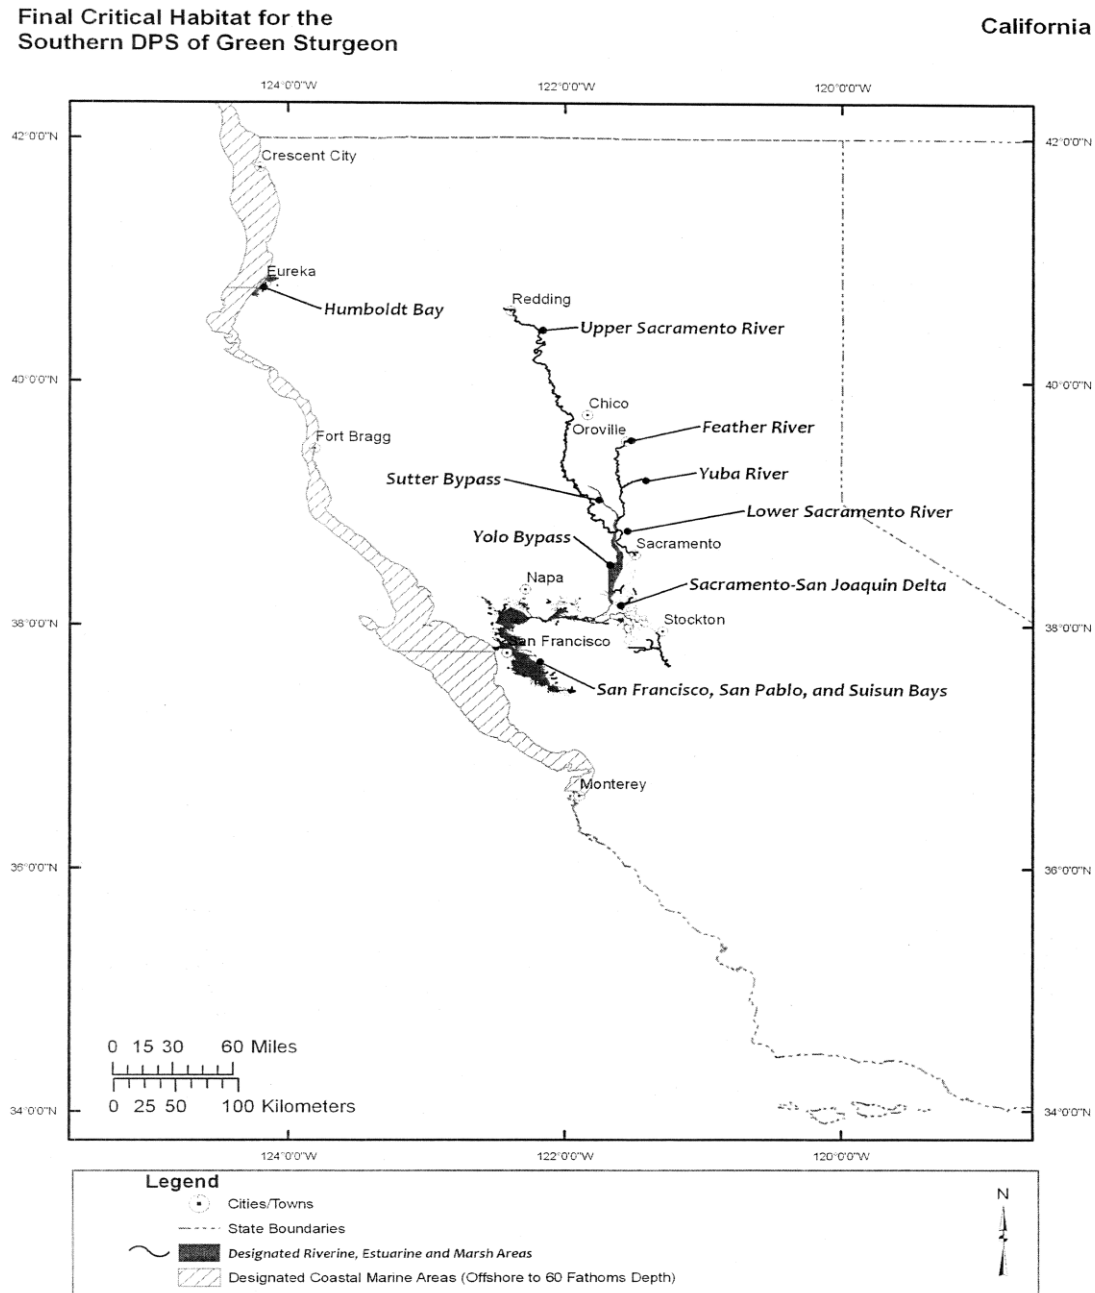 Final Critical Habitat for the
Southern DPS of Green Sturgeon
California
124°0'0"W
122°0'0"W
120°0'0"W
42°0'0"N
42°0'0"N
Crescent City
Eureka
Humboldt Bay
Redding
Upper Sacramento River
40°0'0"N
40°0'0"N
Chico
Oroville
Feather River
Fort Bragg
Yuba River
Sutter Bypass
Lower Sacramento River
Yolo Bypass
Sacramento
Napa
Sacramento-San Joaquin Delta
Stockton
38°0'0"N
38°0'0"N
San Francisco
San Francisco, San Pablo, and Suisun Bays
Monterey
36°0'0"N
36°0'0"N
0 15 30 60 Miles
0 25 50 100 Kilometers
34°0'0"N
34°0'0"N
124°0'0"W
122°0'0"W
120°0'0"W
Legend
Cities/Towns
State Boundaries
Designated Riverine, Estuarine and Marsh Areas
Designated Coastal Marine Areas (Offshore to 60 Fathoms Depth)
N